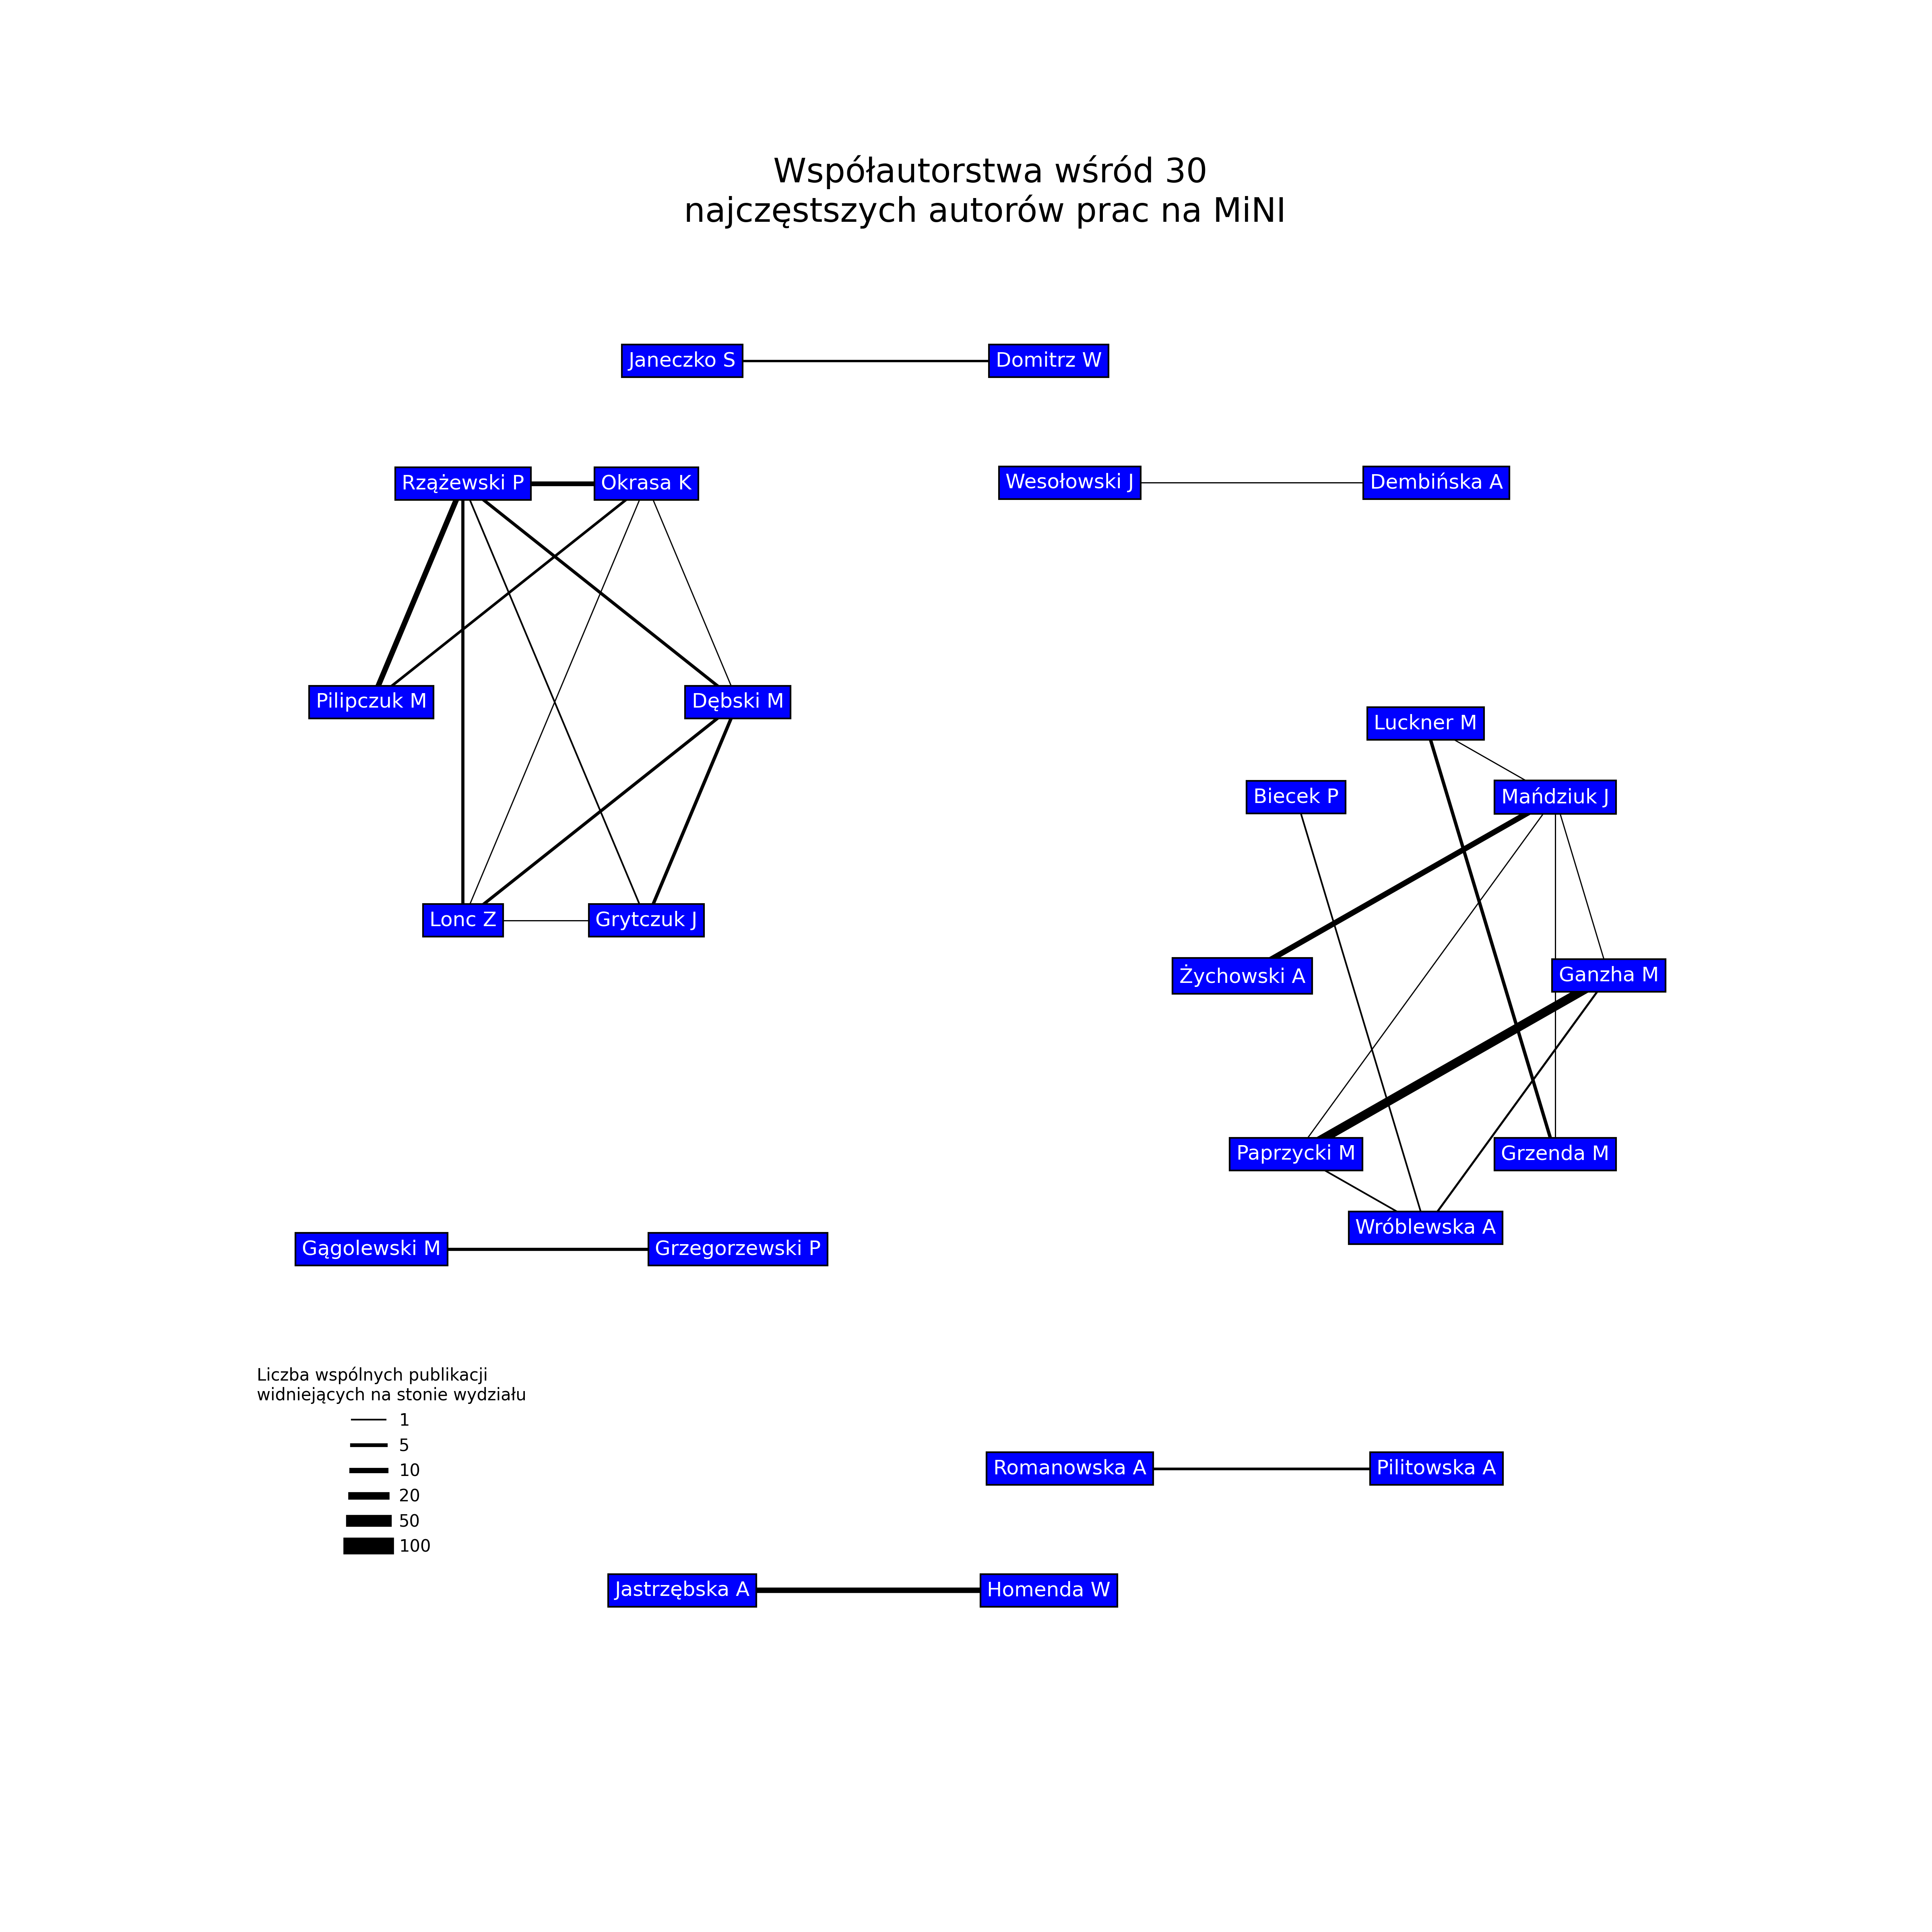 Współautorstwa wśród 30
najczęstszych autorów prac na MiNI
Janeczko S
Domitrz W
Rzążewski P
Okrasa K
Wesołowski J
Dembińska A
Pilipczuk M
Dębski M
Luckner M
Biecek P
Mańdziuk J
Lonc Z
Grytczuk J
Żychowski A
Ganzha M
Paprzycki M
Grzenda M
Wróblewska A
Gągolewski M
Grzegorzewski P
Liczba wspólnych publikacji
widniejących na stonie wydziału
1
5
10
20
50
100
Romanowska A
Pilitowska A
Jastrzębska A
Homenda W